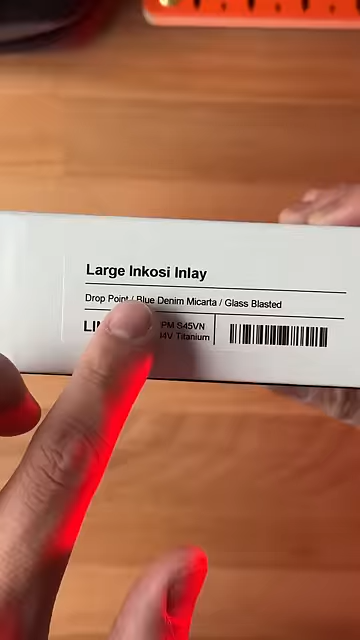 Large Inkosi Inlay
Drop Point / Blue Denim Micarta / Glass Blasted
PM S45VN
Titanium